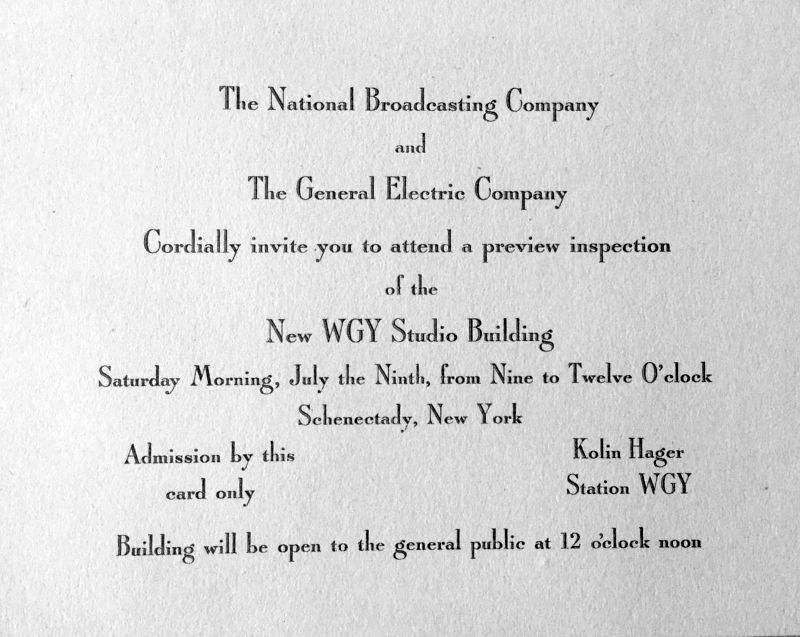 The National Broadcasting Company
and
The General Electric Company
Cordially invite you to attend a preview inspection
of the
New WGY Studio Building
Saturday Morning, July the Ninth, from Nine to Twelve O'clock
Schenectady, New York
Admission by this
card only
Kolin Hager
Station WGY
Building will be open to the general public at 12 o'clock noon